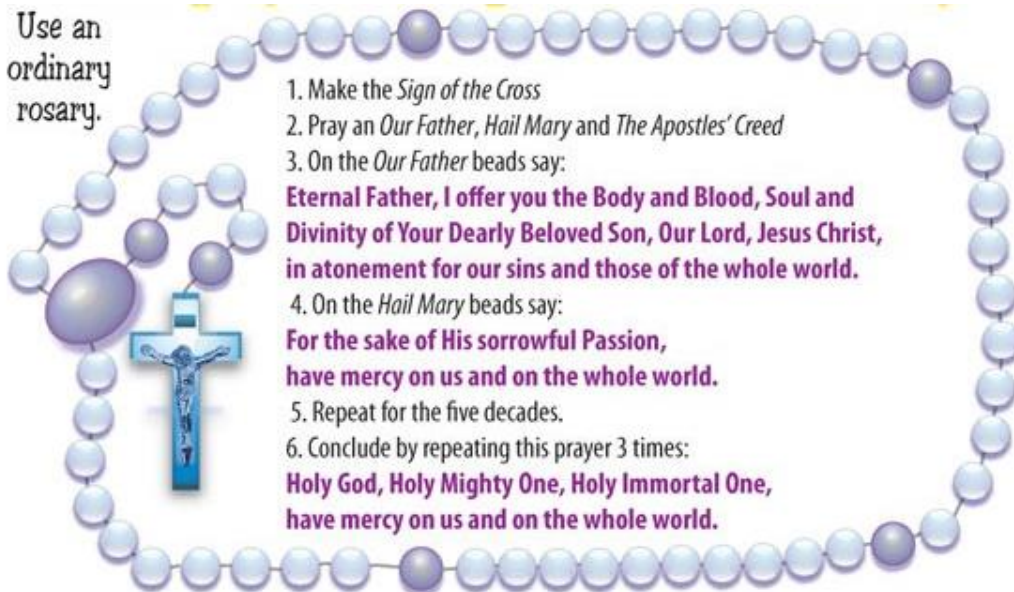 Use an
ordinary
rosary.
1. Make the Sign of the Cross
2. Pray an Our Father, Hail Mary and The Apostles’ Creed
3. On the Our Father beads say:
Eternal Father, I offer you the Body and Blood, Soul and
Divinity of Your Dearly Beloved Son, Our Lord, Jesus Christ,
in atonement for our sins and those of the whole world.
4. On the Hail Mary beads say:
For the sake of His sorrowful Passion,
have mercy on us and on the whole world.
5. Repeat for the five decades.
6. Conclude by repeating this prayer 3 times:
Holy God, Holy Mighty One, Holy Immortal One,
have mercy on us and on the whole world.